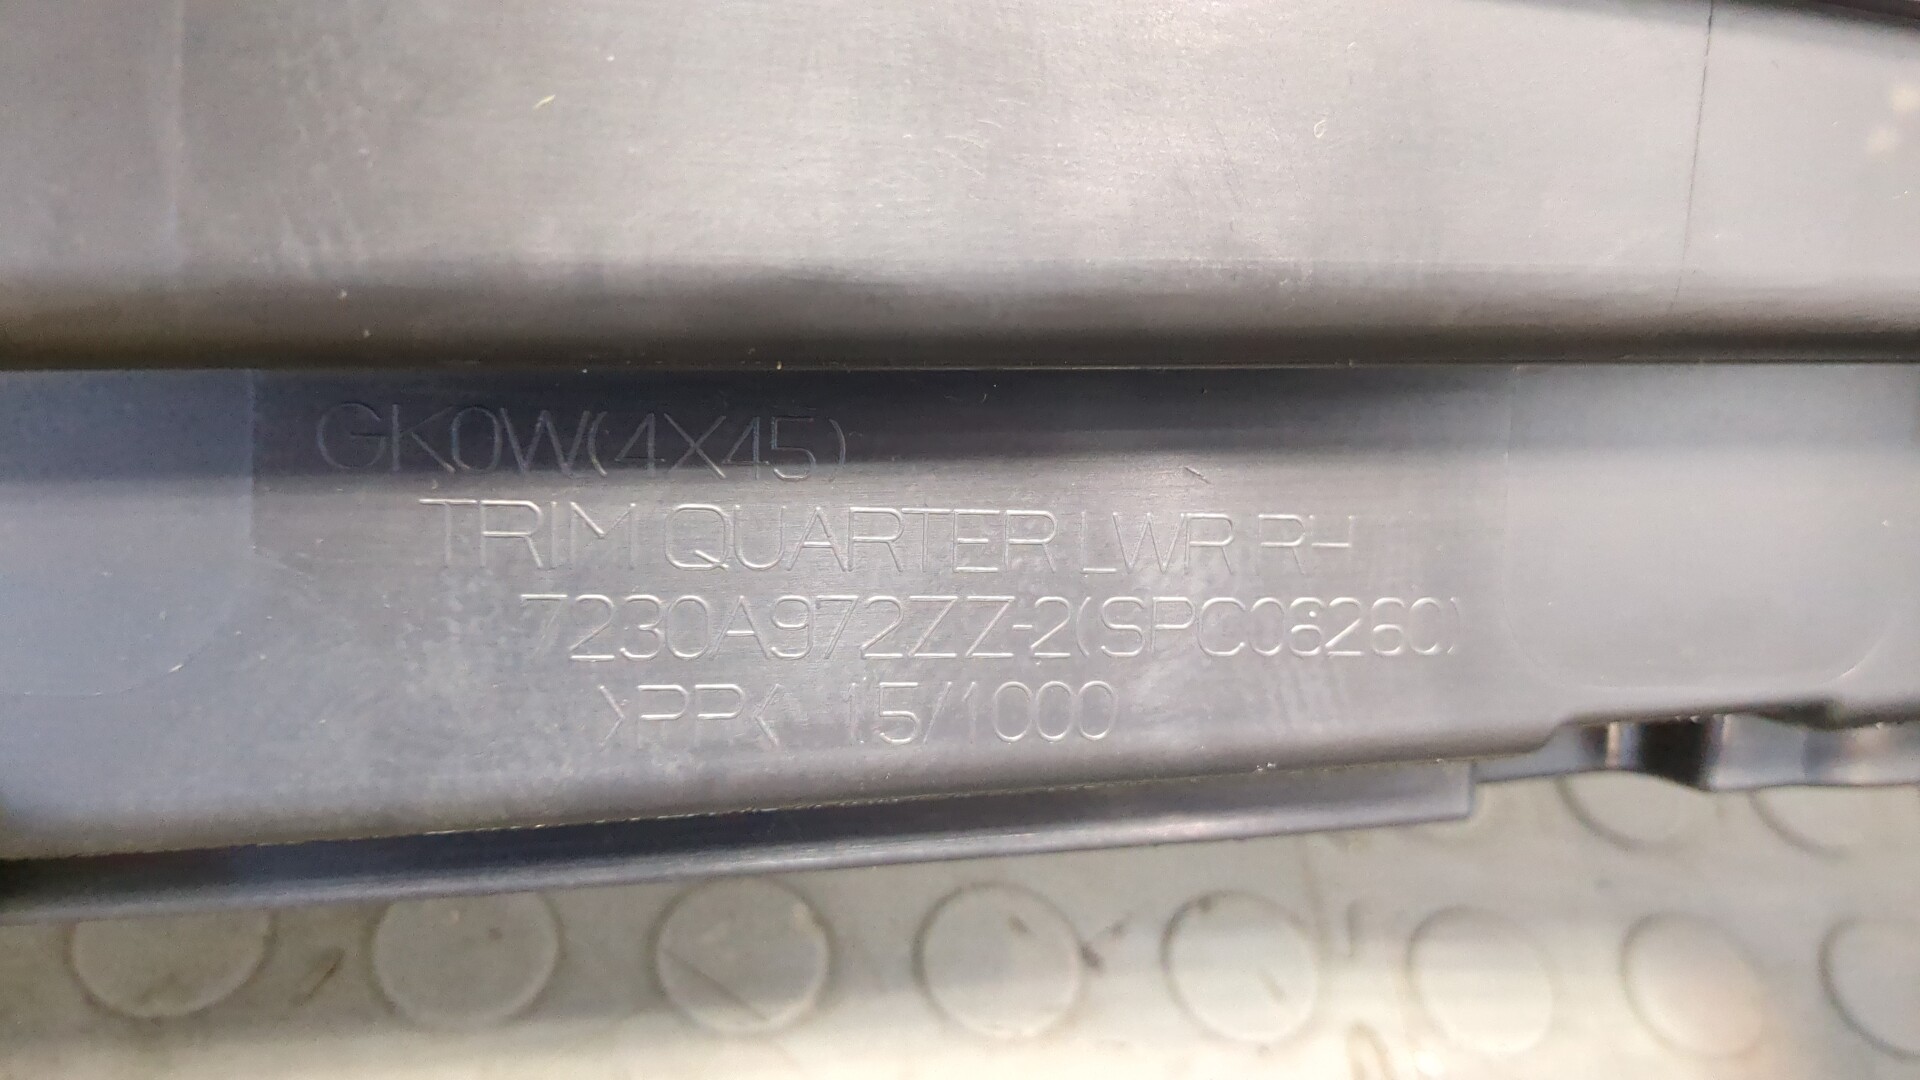 GK0W(4X45)
TRIM QUARTER LWR RH
7230A972ZZ-2(SPC06260)
>PP< 15/1000